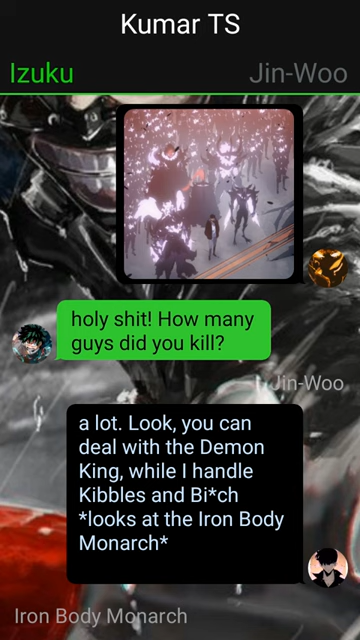 Kumar TS
Izuku
Jin-Woo
holy shit! How many
guys did you kill?
Jin-Woo
a lot. Look, you can
deal with the Demon
King, while I handle
Kibbles and Bi*ch
*looks at the Iron Body
Monarch*
Iron Body Monarch